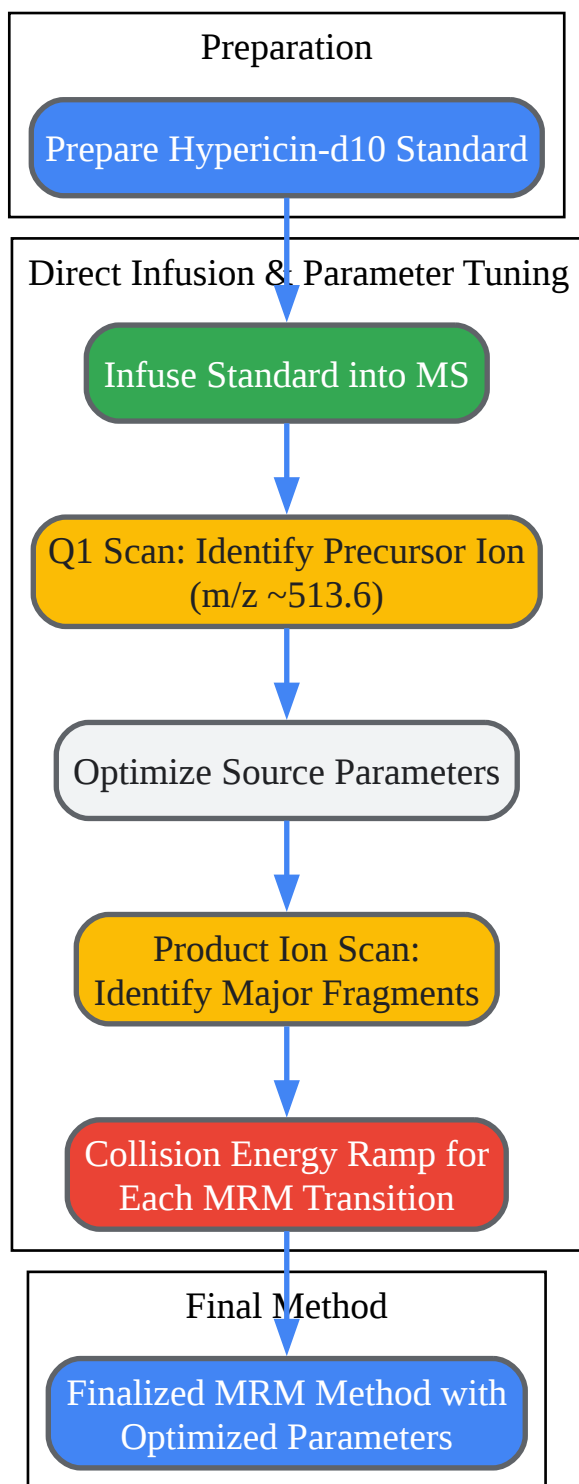 Preparation
Prepare Hypericin-d10 Standard
Direct Infusion & Parameter Tuning
Infuse Standard into MS
Q1 Scan: Identify Precursor Ion
(m/z ~513.6)
Optimize Source Parameters
Product Ion Scan:
Identify Major Fragments
Collision Energy Ramp for
Each MRM Transition
Final Method
Finalized MRM Method with
Optimized Parameters